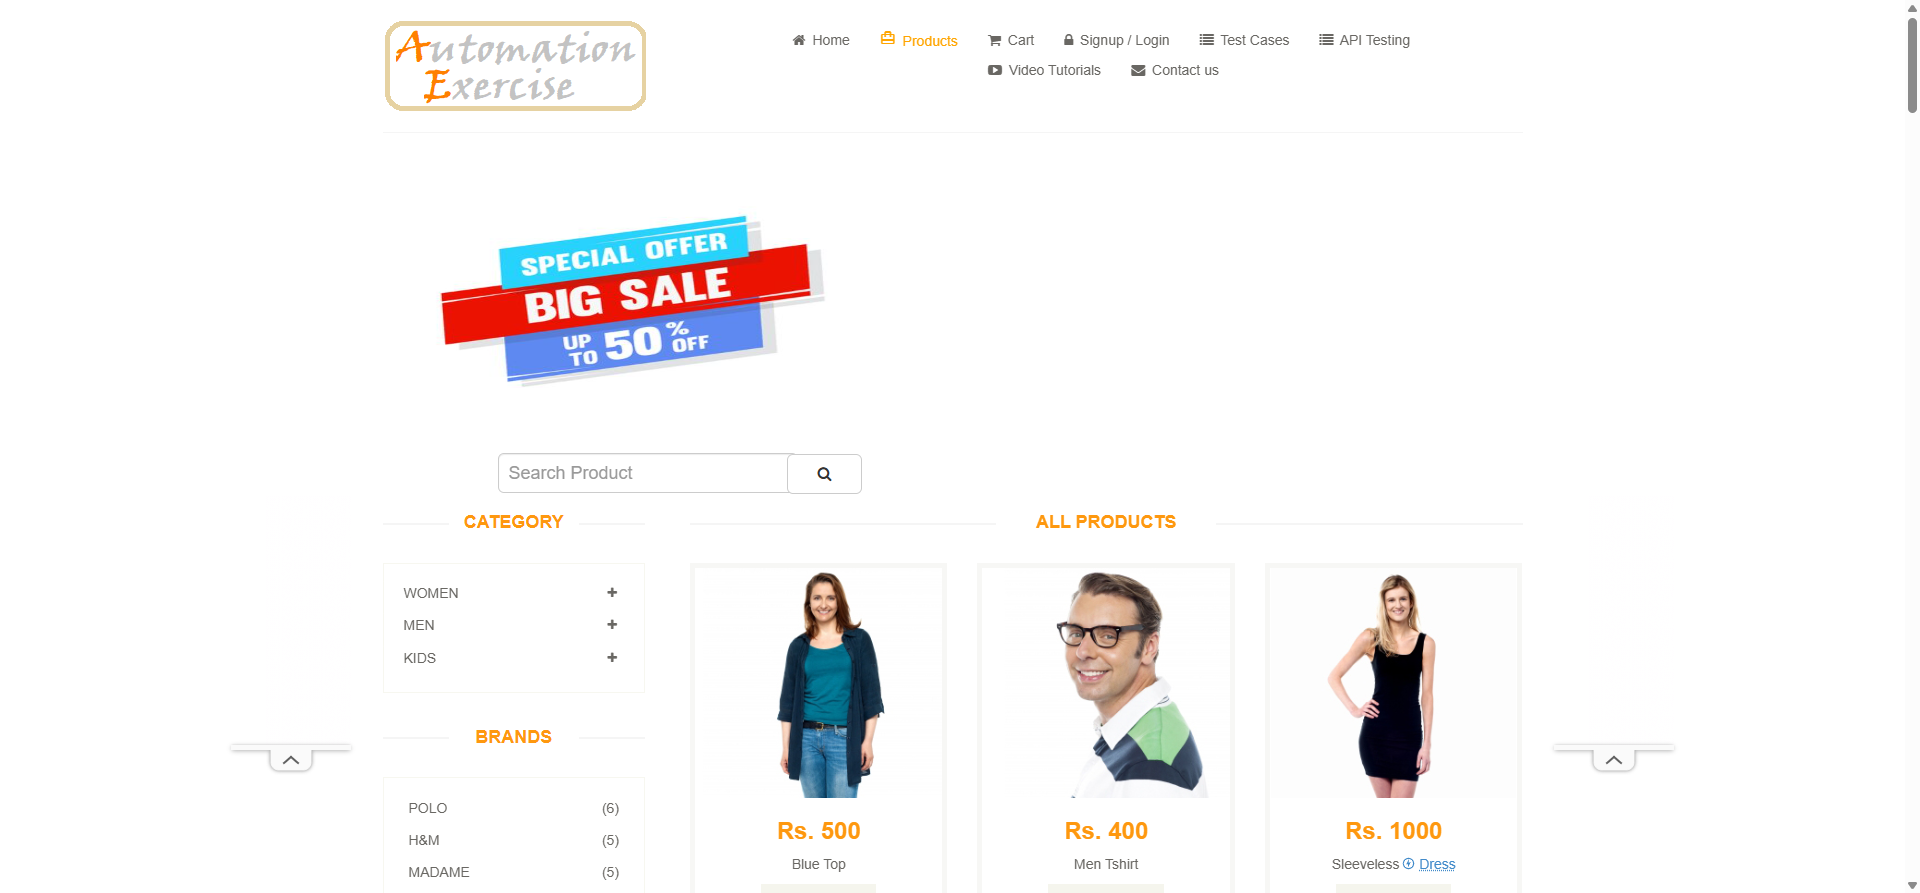 Automation
Exercise
Home
Products
Cart
Signup / Login
Test Cases
API Testing
Video Tutorials
Contact us
SPECIAL OFFER
BIG SALE
UP TO 50% OFF
Search Product
CATEGORY
WOMEN
MEN
KIDS
BRANDS
POLO (6)
H&M (5)
MADAME (5)
ALL PRODUCTS
Rs. 500
Blue Top
Rs. 400
Men Tshirt
Rs. 1000
Sleeveless Dress